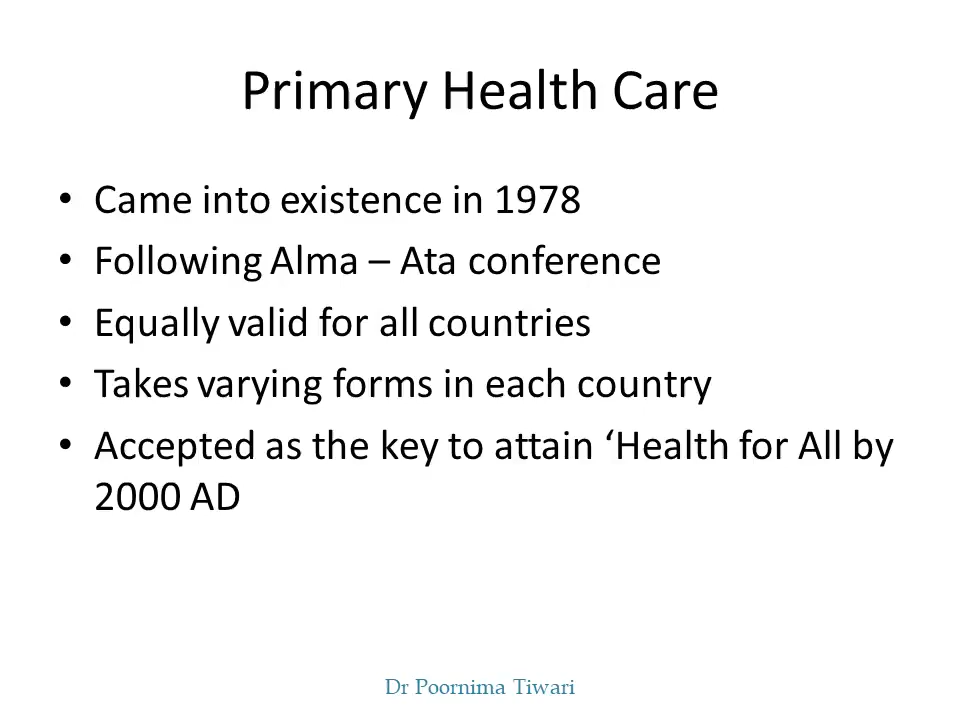 Primary Health Care
• Came into existence in 1978
• Following Alma – Ata conference
• Equally valid for all countries
• Takes varying forms in each country
• Accepted as the key to attain ‘Health for All by
2000 AD
Dr Poornima Tiwari